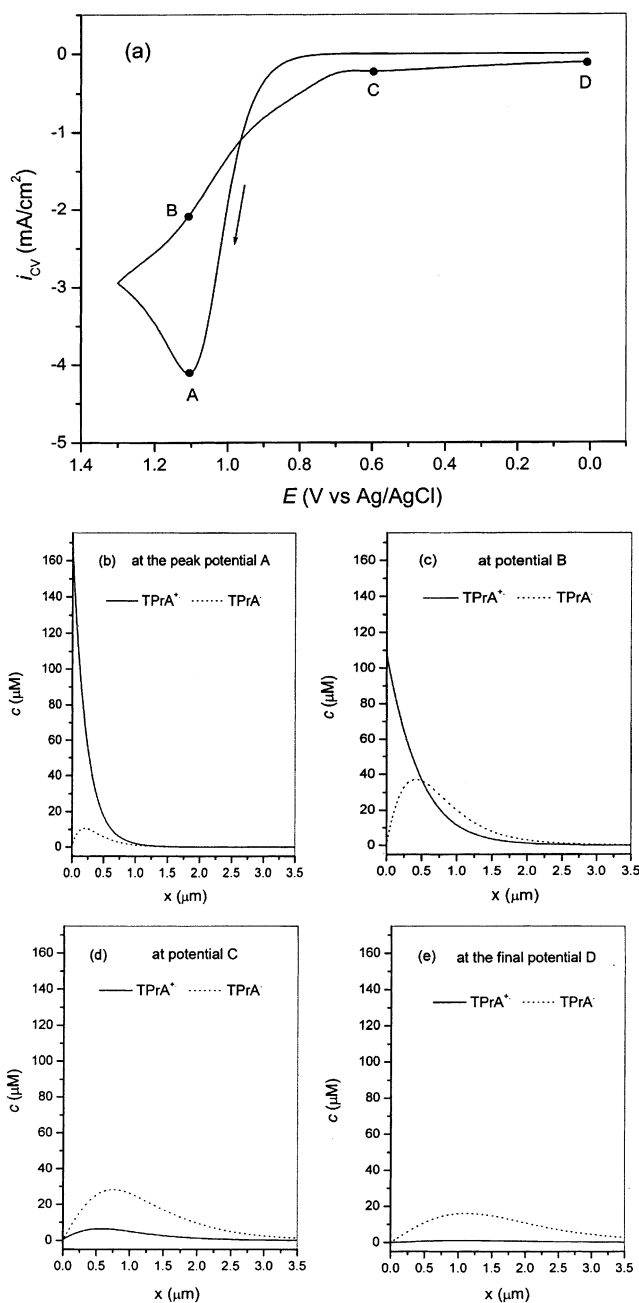 (a)
0
-1
-2
-3
-4
-5
i_CV (mA/cm²)
A
B
C
D
1.4 1.2 1.0 0.8 0.6 0.4 0.2 0.0
E (V vs Ag/AgCl)
(b) at the peak potential A
TPrA⁺· TPrA·
160
140
120
100
80
60
40
20
0
c (μM)
0.0 0.5 1.0 1.5 2.0 2.5 3.0 3.5
x (μm)
(c) at potential B
TPrA⁺· TPrA·
160
140
120
100
80
60
40
20
0
c (μM)
0.0 0.5 1.0 1.5 2.0 2.5 3.0 3.5
x (μm)
(d) at potential C
TPrA⁺· TPrA·
160
140
120
100
80
60
40
20
0
c (μM)
0.0 0.5 1.0 1.5 2.0 2.5 3.0 3.5
x (μm)
(e) at the final potential D
TPrA⁺· TPrA·
160
140
120
100
80
60
40
20
0
c (μM)
0.0 0.5 1.0 1.5 2.0 2.5 3.0 3.5
x (μm)